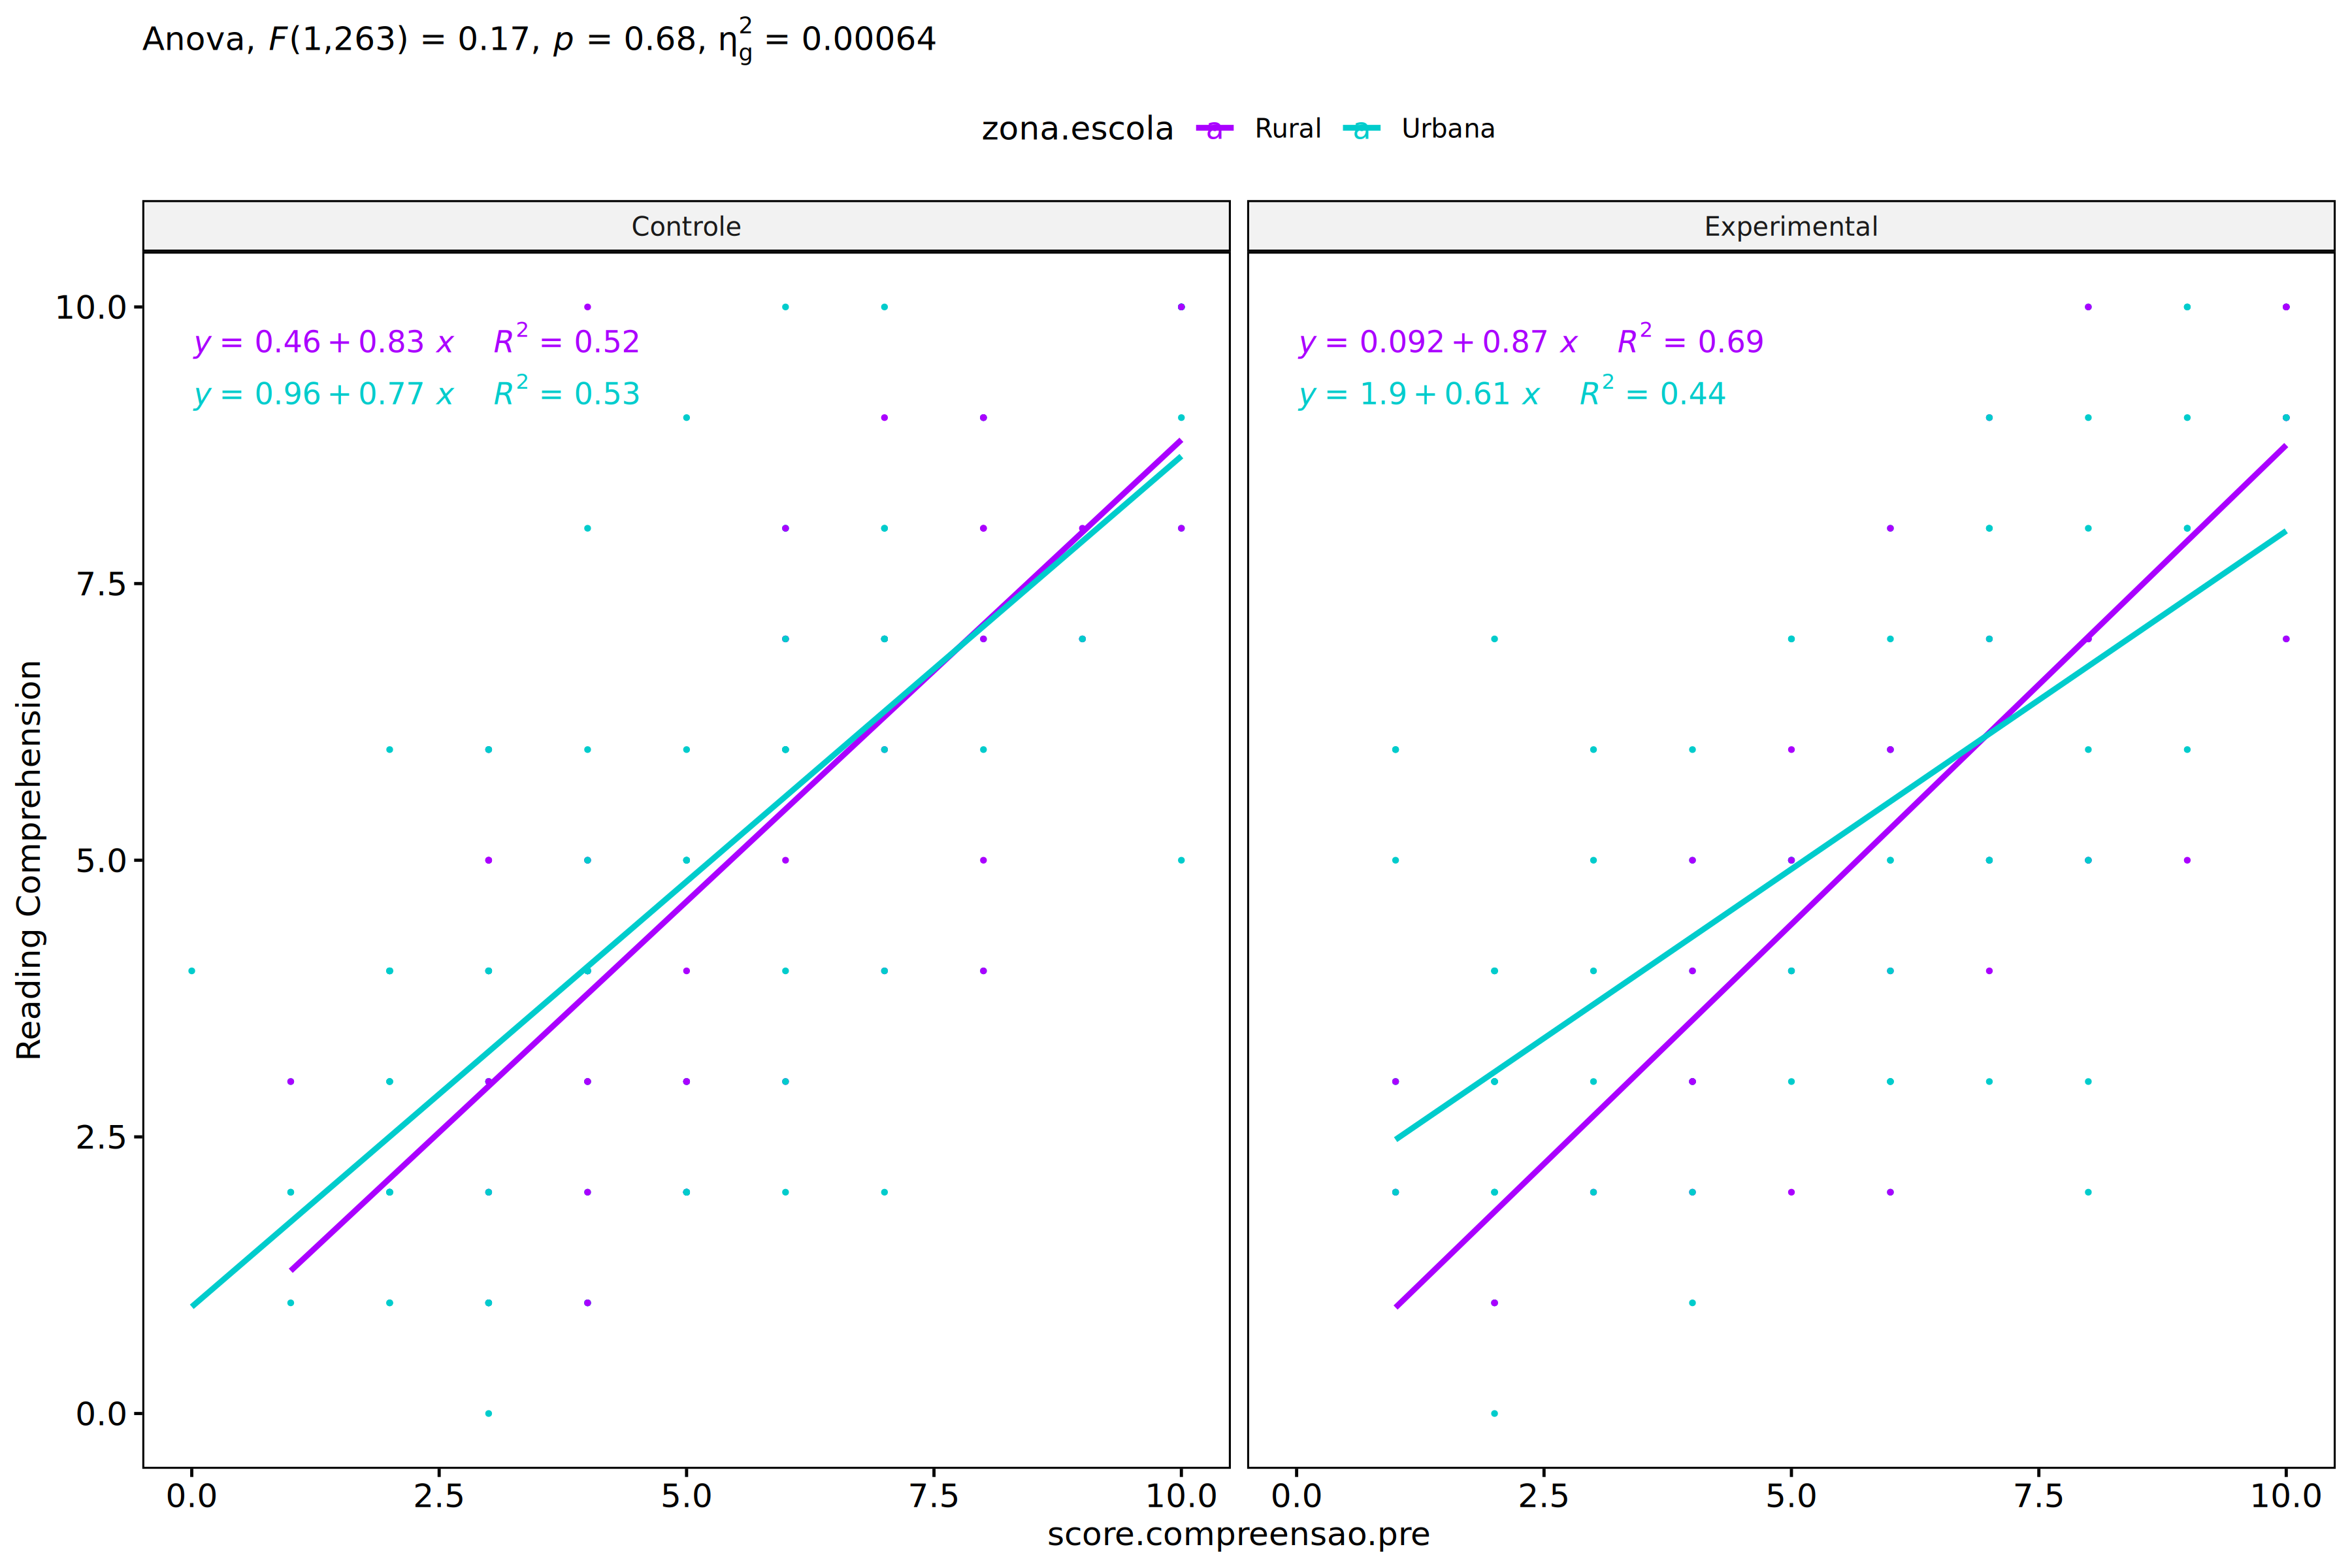 Anova, F(1,263) = 0.17, p = 0.68, η²g = 0.00064
zona.escola a Rural a Urbana
Controle
Experimental
y = 0.46 + 0.83 x R² = 0.52
y = 0.96 + 0.77 x R² = 0.53
y = 0.092 + 0.87 x R² = 0.69
y = 1.9 + 0.61 x R² = 0.44
Reading Comprehension
10.0
7.5
5.0
2.5
0.0
0.0 2.5 5.0 7.5 10.0
0.0 2.5 5.0 7.5 10.0
score.compreensao.pre